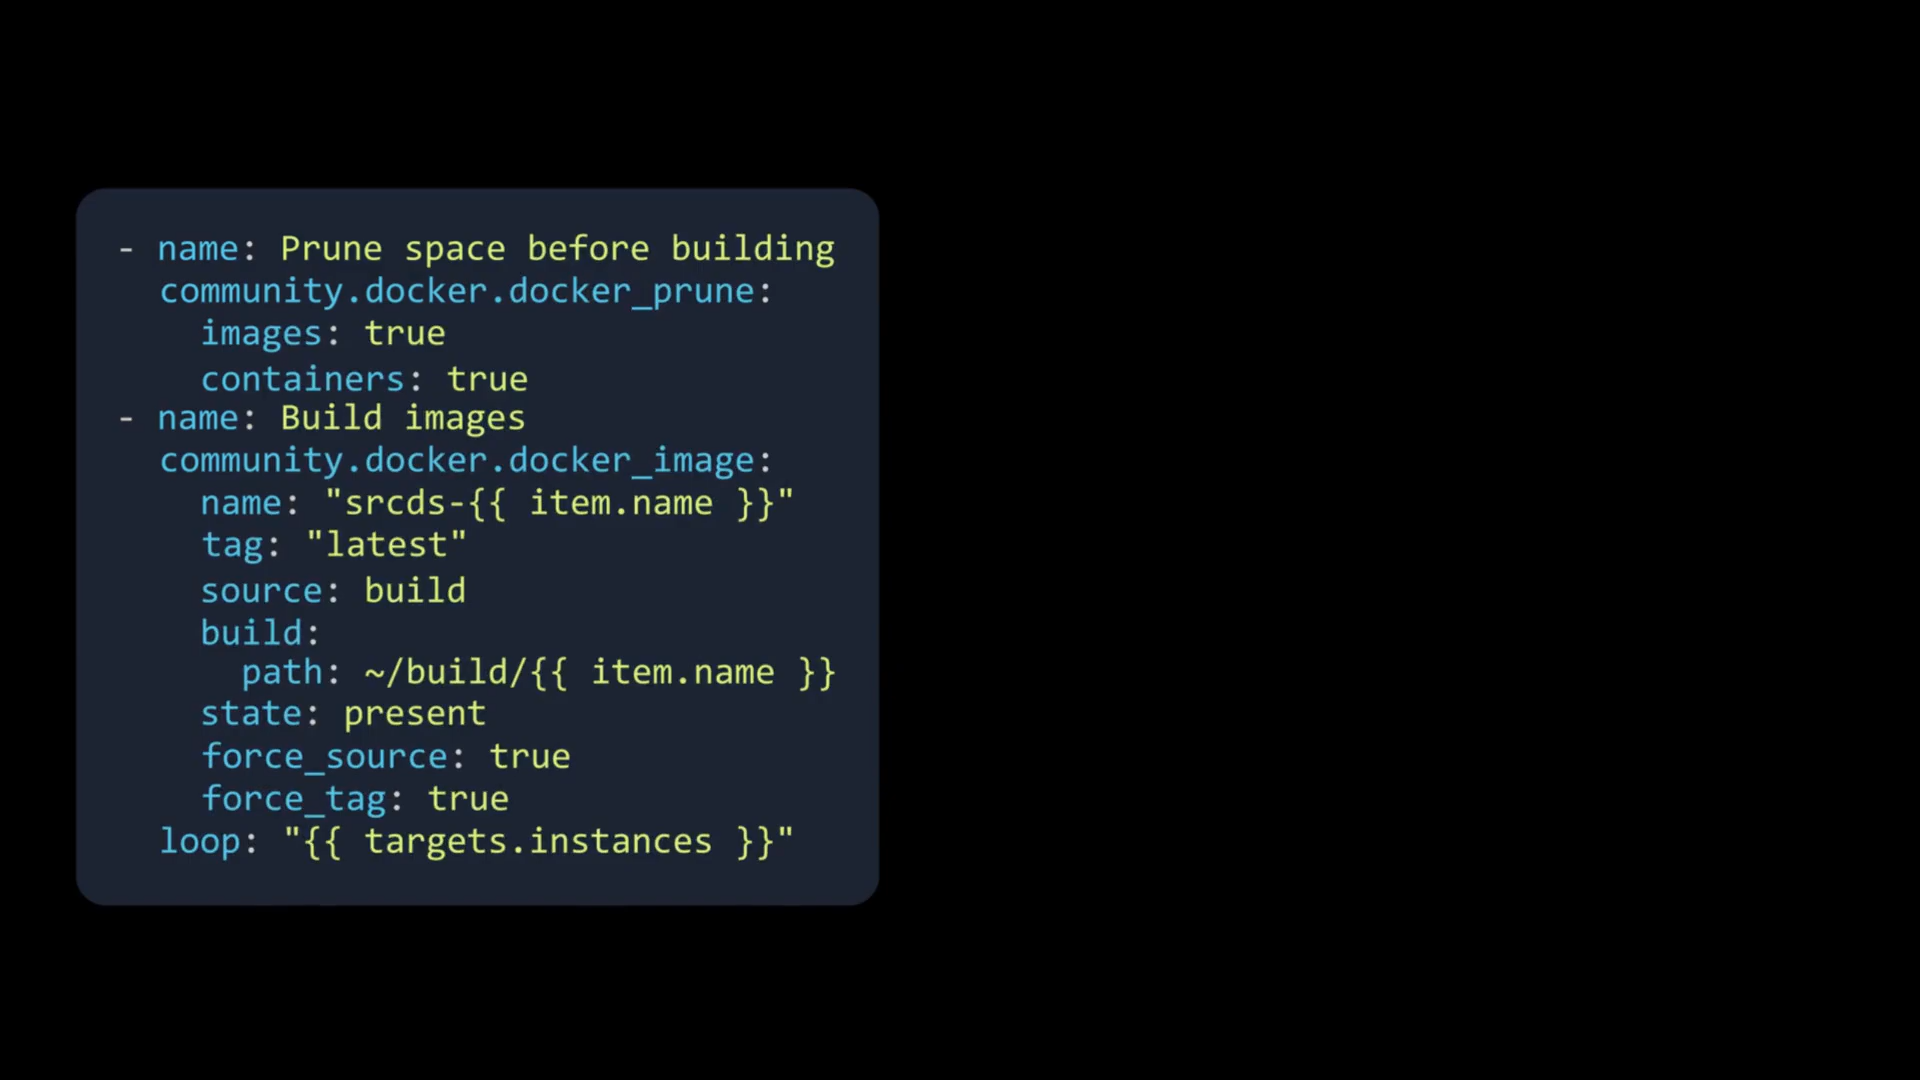 - name: Prune space before building
  community.docker.docker_prune:
    images: true
    containers: true
- name: Build images
  community.docker.docker_image:
    name: "srcds-{{ item.name }}"
    tag: "latest"
    source: build
    build:
      path: ~/build/{{ item.name }}
    state: present
    force_source: true
    force_tag: true
  loop: "{{ targets.instances }}"